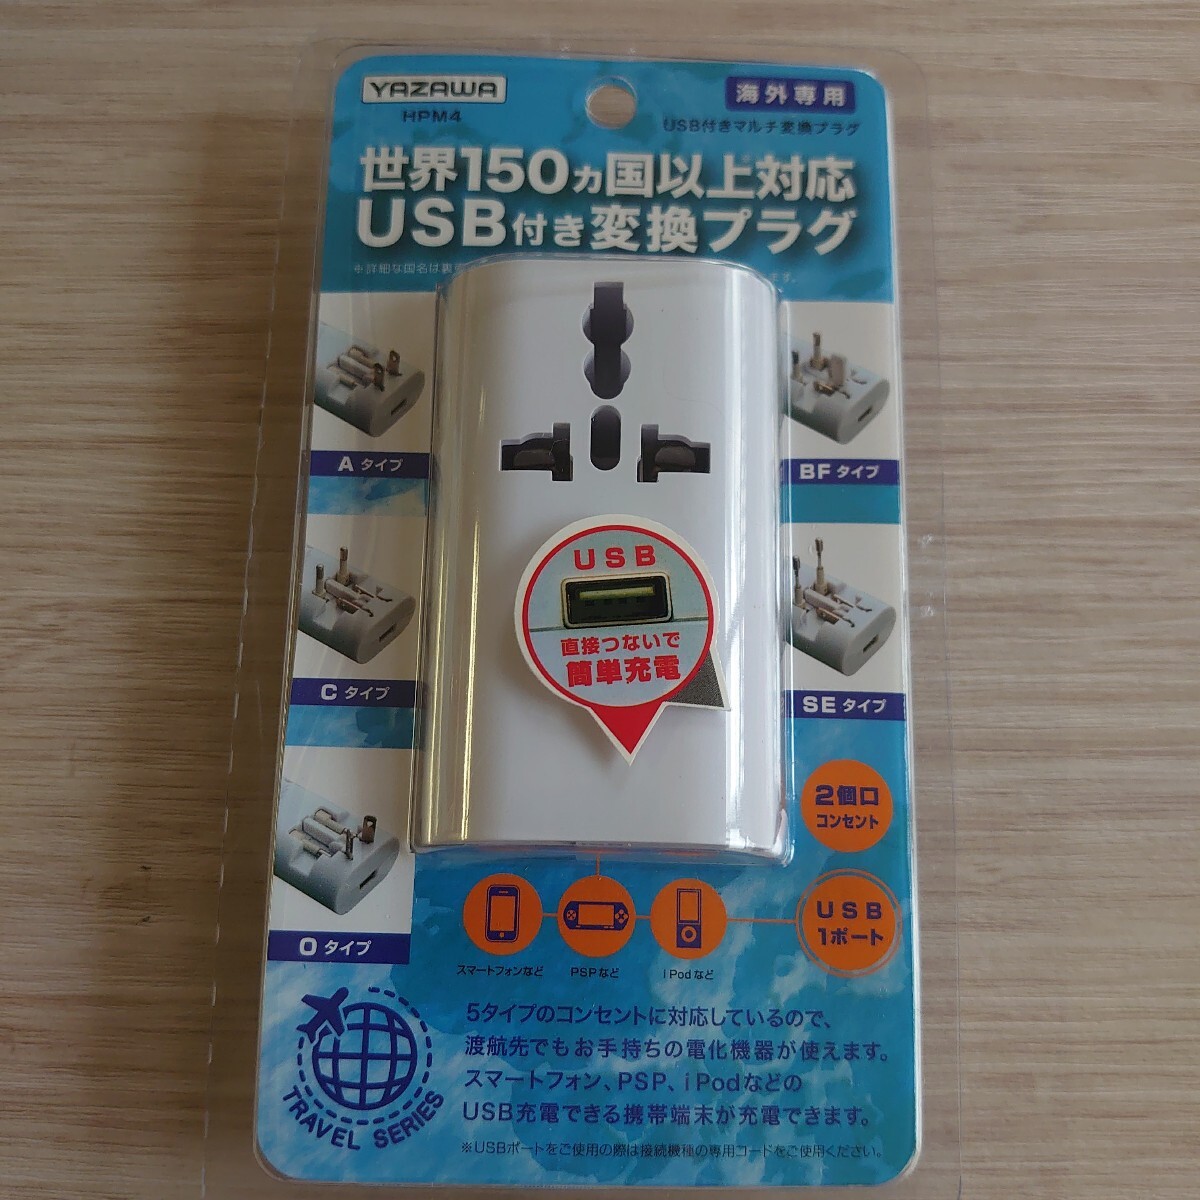 YAZAWA
HPM4
海外専用
USB付きマルチ変換プラグ
世界150ヵ国以上対応
USB付き変換プラグ
※詳細な国名は裏
ます。
Aタイプ
BFタイプ
Cタイプ
SEタイプ
Oタイプ
USB
直接つないで
簡単充電
2個口
コンセント
USB
1ポート
スマートフォンなど
PSPなど
iPodなど
5タイプのコンセントに対応しているので、
渡航先でもお手持ちの電化機器が使えます。
スマートフォン、PSP、iPodなどの
USB充電できる携帯端末が充電できます。
※USBポートをご使用の際は接続機種の専用コードをご使用ください。
TRAVEL SERIES